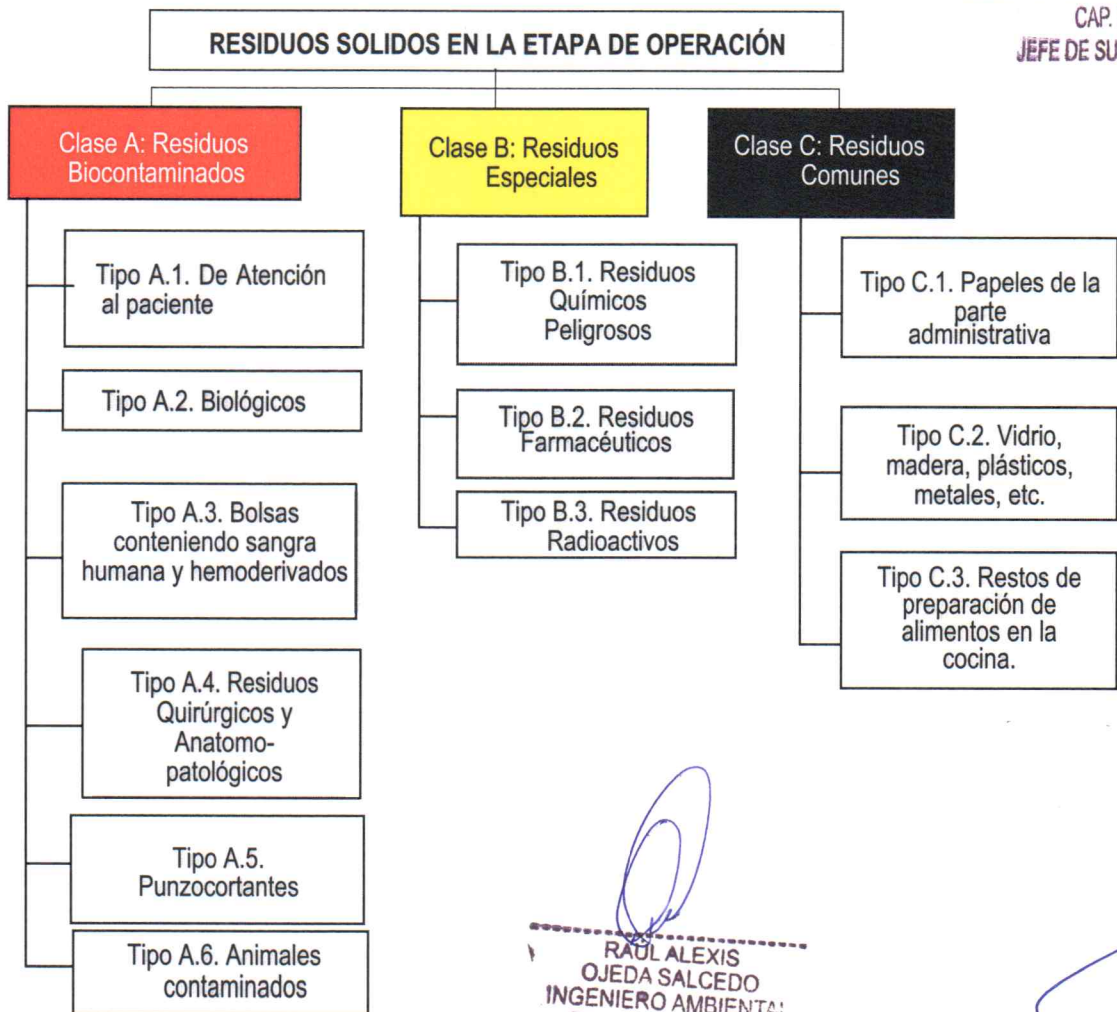 CAP.
JEFE DE SU
RESIDUOS SOLIDOS EN LA ETAPA DE OPERACIÓN
Clase A: Residuos
Biocontaminados
Tipo A.1. De Atención
al paciente
Tipo A.2. Biológicos
Tipo A.3. Bolsas
conteniendo sangra
humana y hemoderivados
Tipo A.4. Residuos
Quirúrgicos y
Anatomo-
patológicos
Tipo A.5.
Punzocortantes
Tipo A.6. Animales
contaminados
Clase B: Residuos
Especiales
Tipo B.1. Residuos
Químicos
Peligrosos
Tipo B.2. Residuos
Farmacéuticos
Tipo B.3. Residuos
Radioactivos
Clase C: Residuos
Comunes
Tipo C.1. Papeles de la
parte
administrativa
Tipo C.2. Vidrio,
madera, plásticos,
metales, etc.
Tipo C.3. Restos de
preparación de
alimentos en la
cocina.
RAUL ALEXIS
OJEDA SALCEDO
INGENIERO AMBIENTAL